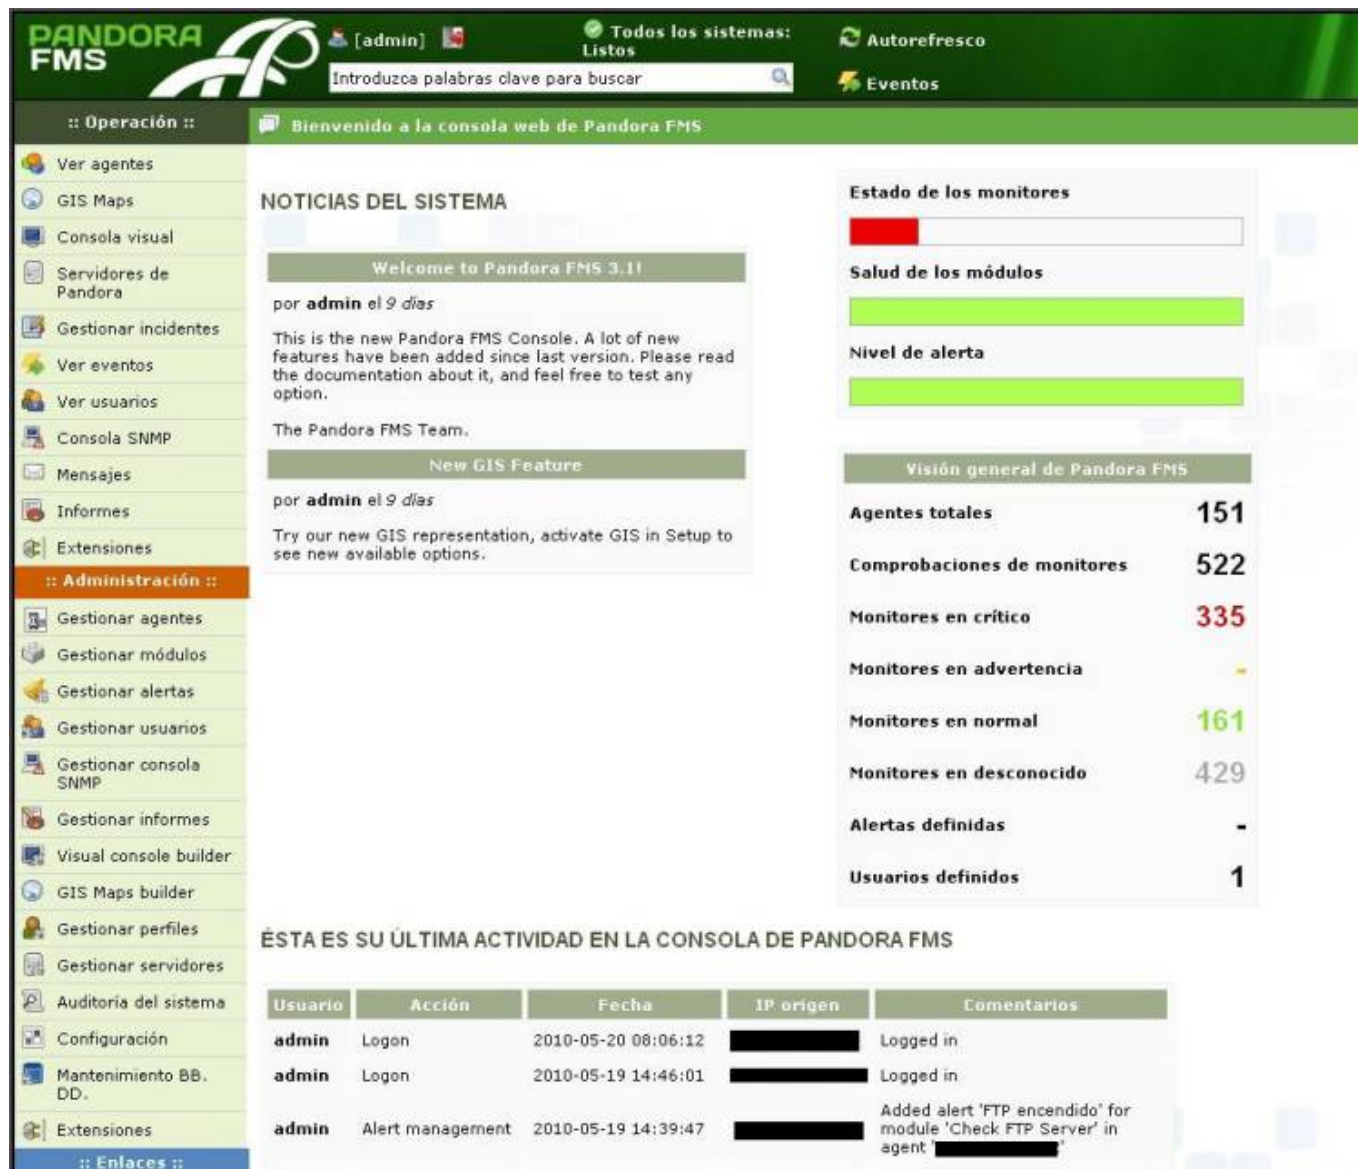 PANDORA
FMS
[admin]
Todos los sistemas:
Listos
Autorefresco
Introduzca palabras clave para buscar
Eventos
:: Operación ::
Bienvenido a la consola web de Pandora FMS
Ver agentes
GIS Maps
Consola visual
Servidores de
Pandora
Gestionar incidentes
Ver eventos
Ver usuarios
Consola SNMP
Mensajes
Informes
Extensiones
:: Administración ::
Gestionar agentes
Gestionar módulos
Gestionar alertas
Gestionar usuarios
Gestionar consola
SNMP
Gestionar informes
Visual console builder
GIS Maps builder
Gestionar perfiles
Gestionar servidores
Auditoría del sistema
Configuración
Mantenimiento BB.
DD.
Extensiones
:: Enlaces ::
NOTICIAS DEL SISTEMA
Welcome to Pandora FMS 3.1!
por admin el 9 días
This is the new Pandora FMS Console. A lot of new
features have been added since last version. Please read
the documentation about it, and feel free to test any
option.
The Pandora FMS Team.
New GIS Feature
por admin el 9 días
Try our new GIS representation, activate GIS in Setup to
see new available options.
Estado de los monitores
Salud de los módulos
Nivel de alerta
Visión general de Pandora FMS
Agentes totales 151
Comprobaciones de monitores 522
Monitores en crítico 335
Monitores en advertencia -
Monitores en normal 161
Monitores en desconocido 429
Alertas definidas -
Usuarios definidos 1
ÉSTA ES SU ÚLTIMA ACTIVIDAD EN LA CONSOLA DE PANDORA FMS
Usuario Acción Fecha IP origen Comentarios
admin Logon 2010-05-20 08:06:12 Logged in
admin Logon 2010-05-19 14:46:01 Logged in
admin Alert management 2010-05-19 14:39:47 Added alert 'FTP encendido' for
module 'Check FTP Server' in
agent ' '